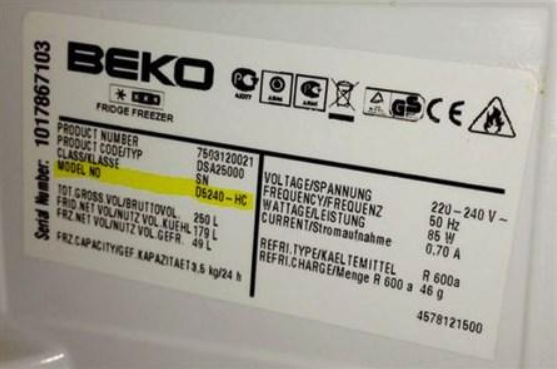 Serial Number: 1017867103
BEKO
GS CE
FRIDGE FREEZER
PRODUCT NUMBER 7503120021
PRODUCT CODE/TYP DSA25000
CLASS/KLASSE SN
MODEL NO D5240-HC
TOT.GROSS.VOL/BRUTTOVOL. 250 L
FRID.NET VOL/NUTZ VOL.KUEHL 179 L
FRZ.NET VOL/NUTZ VOL.GEFR. 49 L
FRZ.CAPACITY/GEF.KAPAZITAET3,5 kg/24 h
VOLTAGE/SPANNUNG 220-240 V ~
FREQUENCY/FREQUENZ 50 Hz
WATTAGE/LEISTUNG 85 W
CURRENT/Stromaufnahme 0,70 A
REFRI.TYPE/KAELTEMITTEL R 600a
REFRI.CHARGE/Menge R 600 a 46 g
4578121500